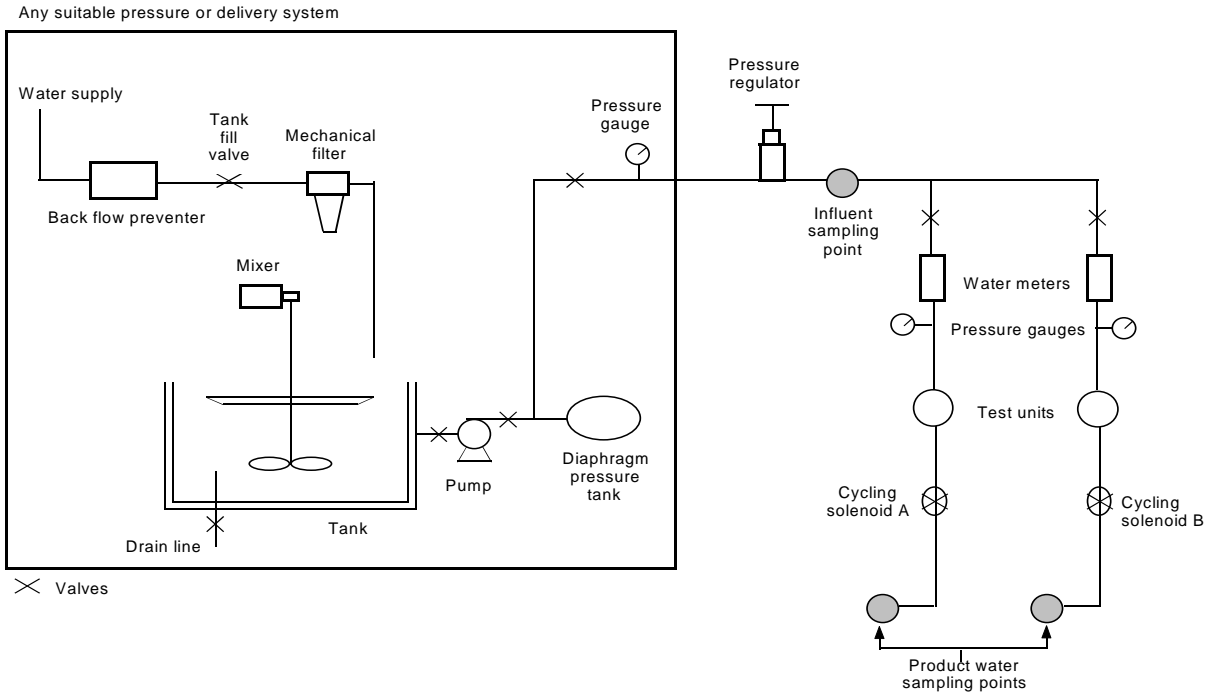 Any suitable pressure or delivery system
Water supply
Tank
fill
valve
Mechanical
filter
Back flow preventer
Mixer
Pressure
gauge
Pressure
regulator
Influent
sampling
point
Water meters
Pressure gauges
Test units
Diaphragm
pressure
tank
Pump
Tank
Drain line
Cycling
solenoid A
Cycling
solenoid B
Valves
Product water
sampling points